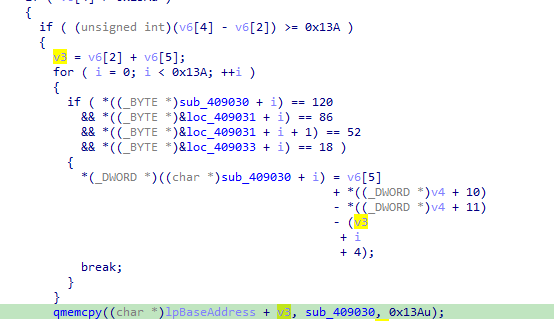 {
if ( (unsigned int)(v6[4] - v6[2]) >= 0x13A )
{
v3 = v6[2] + v6[5];
for ( i = 0; i < 0x13A; ++i )
{
if ( *((_BYTE *)sub_409030 + i) == 120
&& *((_BYTE *)&loc_409031 + i) == 86
&& *((_BYTE *)&loc_409031 + i + 1) == 52
&& *((_BYTE *)&loc_409033 + i) == 18 )
{
*(_DWORD *)((char *)sub_409030 + i) = v6[5]
+ *((_DWORD *)v4 + 10)
- *((_DWORD *)v4 + 11)
- (v3
+ i
+ 4);
break;
}
}
qmemcpy((char *)lpBaseAddress + v3, sub_409030, 0x13Au);